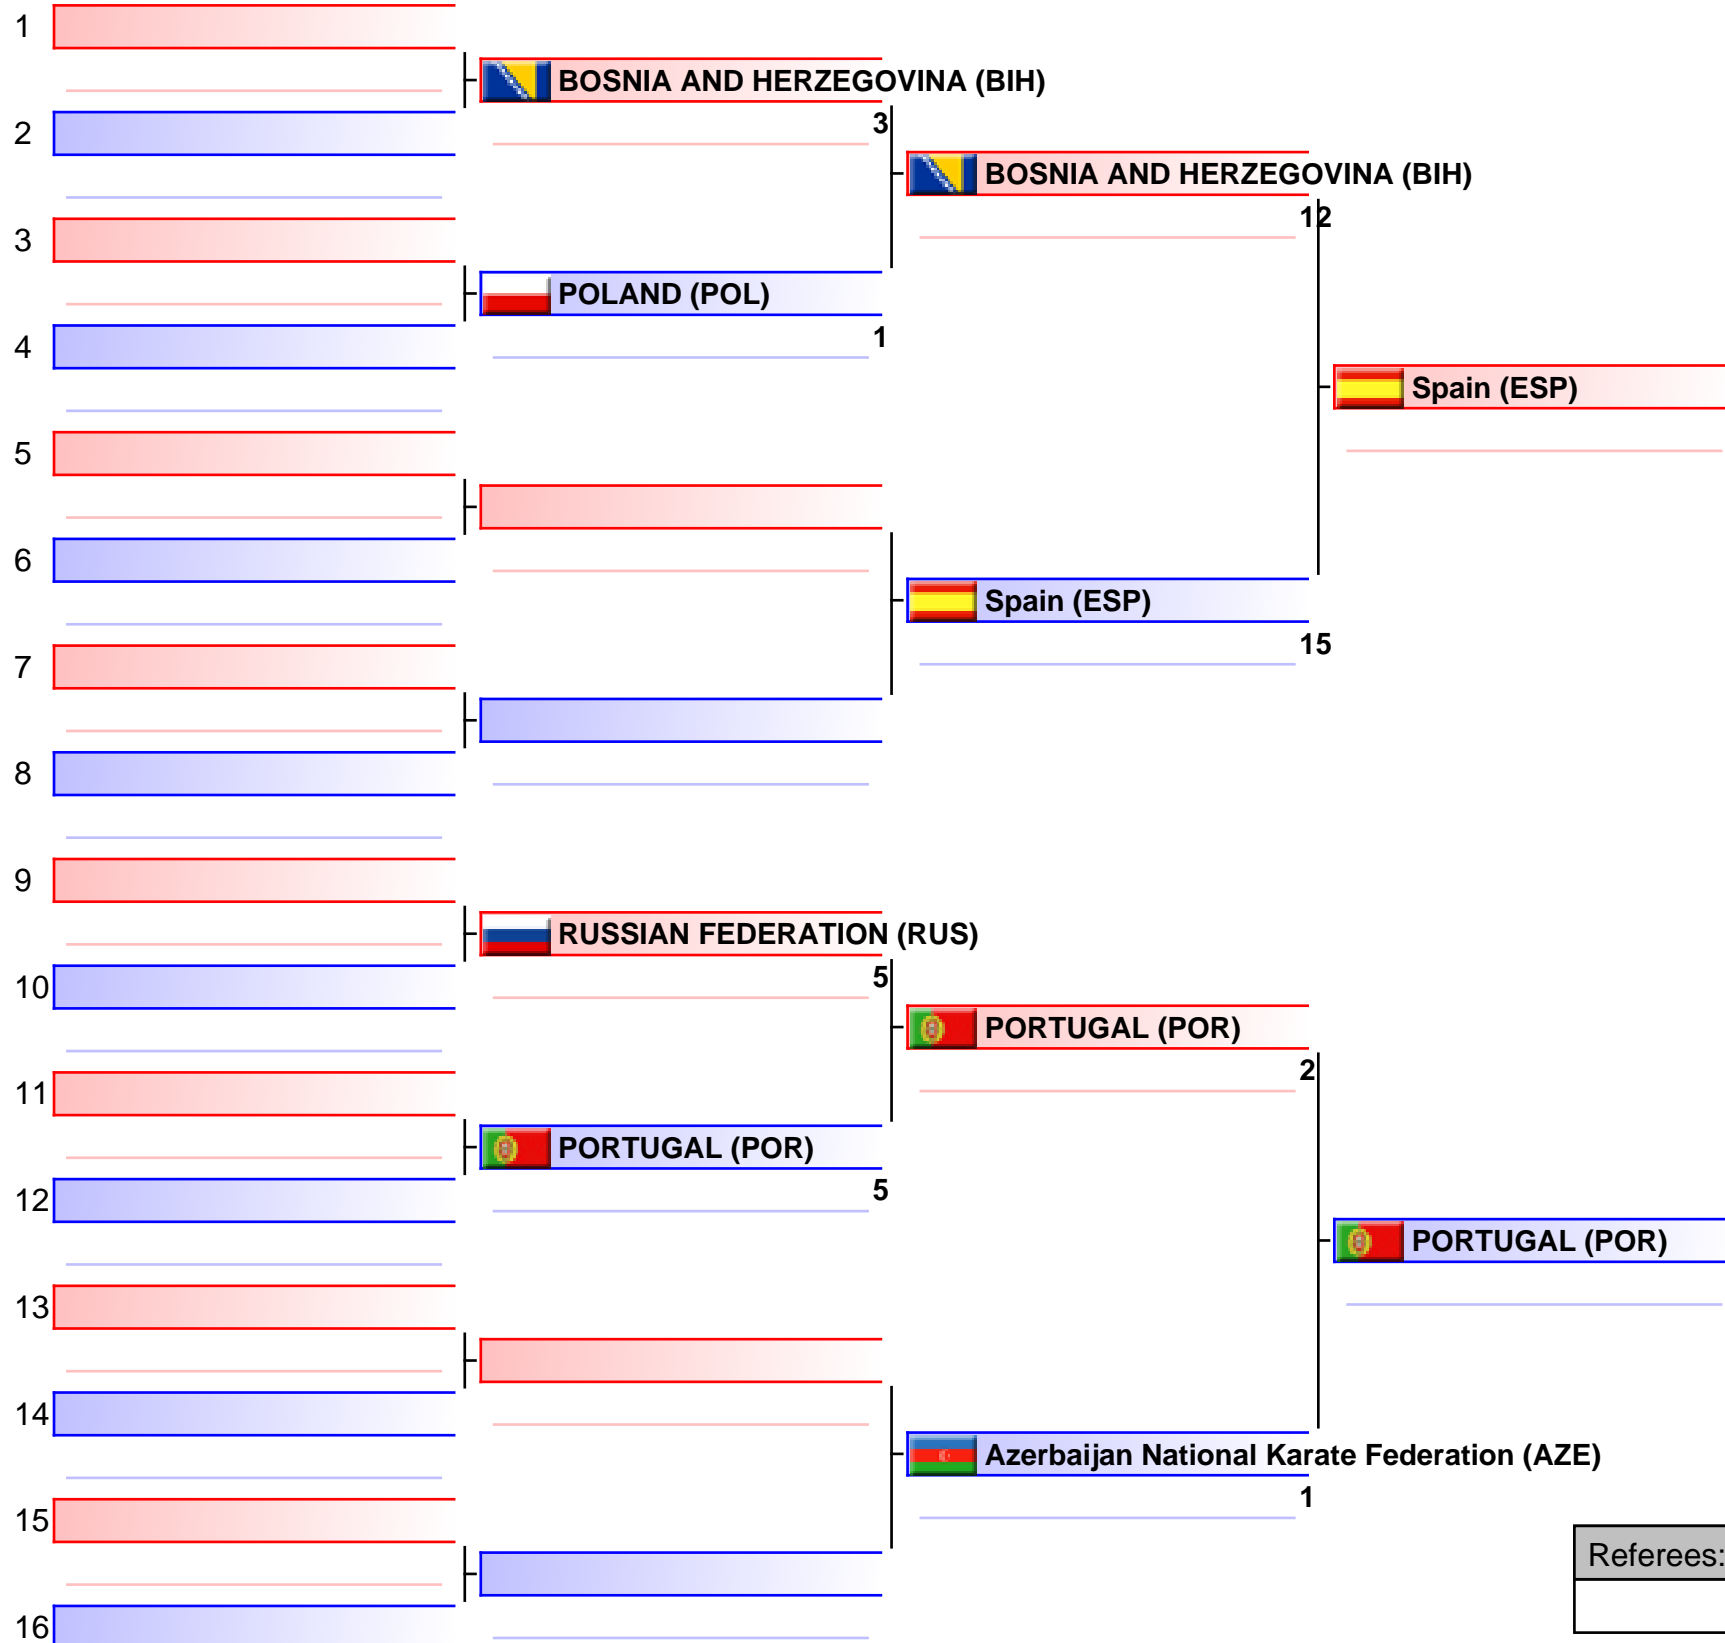 1
BOSNIA AND HERZEGOVINA (BIH)
2
3
BOSNIA AND HERZEGOVINA (BIH)
12
3
POLAND (POL)
4
1
Spain (ESP)
5
6
Spain (ESP)
15
7
8
9
RUSSIAN FEDERATION (RUS)
10
5
PORTUGAL (POR)
2
11
PORTUGAL (POR)
12
5
PORTUGAL (POR)
13
14
Azerbaijan National Karate Federation (AZE)
1
15
Referees:
16